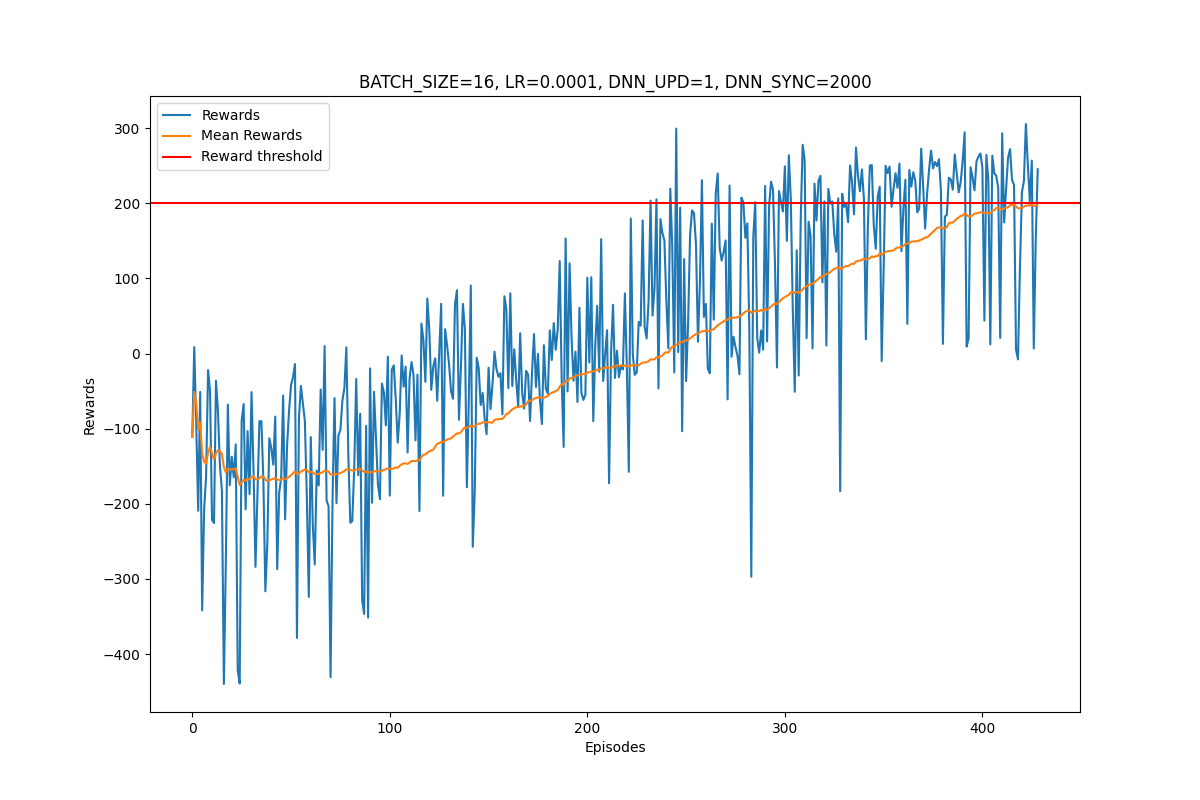 BATCH_SIZE=16, LR=0.0001, DNN_UPD=1, DNN_SYNC=2000
Rewards
Mean Rewards
Reward threshold
300
200
100
0
−100
−200
−300
−400
Rewards
0
100
200
300
400
Episodes